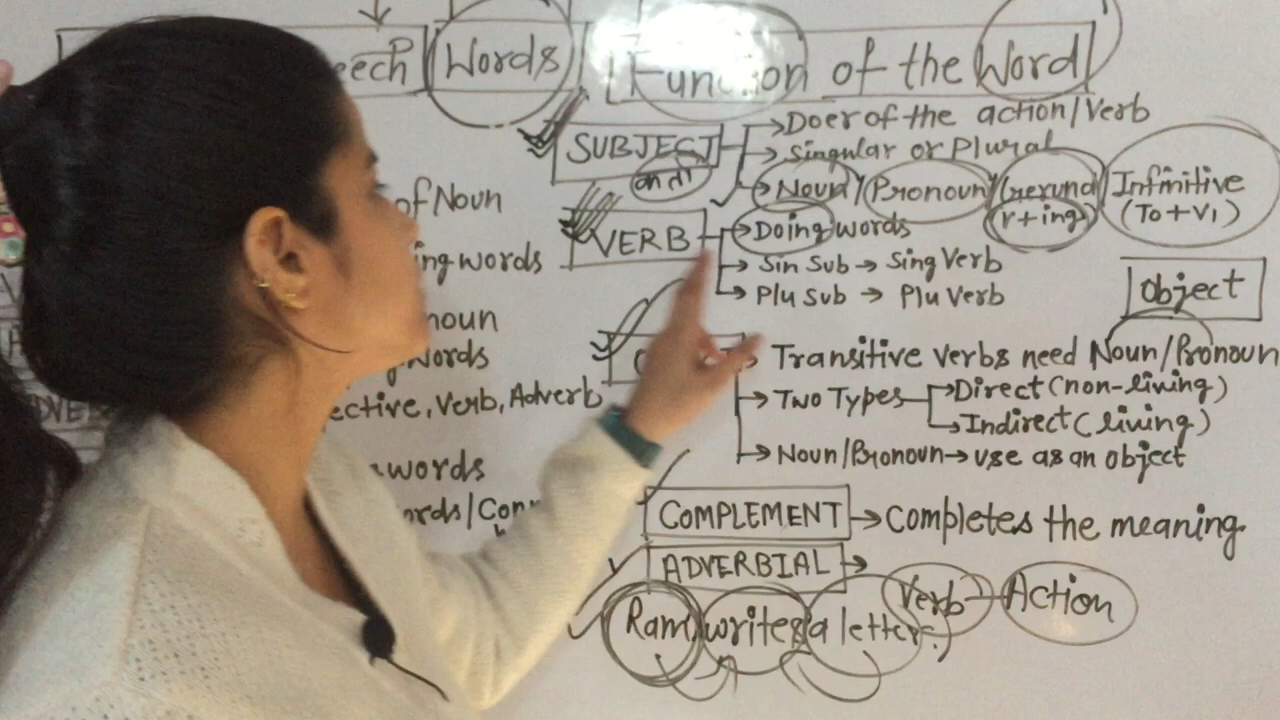 eech Words Function of the Word
SUBJECT → Doer of the action/Verb
→ Singular or Plural
→ Noun/Pronoun/Gerund Infinitive
(v+ing) (To+V1)
of Noun
VERB → Doing words
ing words → Sin Sub → Sing Verb
→ Plu Sub → Plu Verb
Object
noun
words
→ Transitive verbs need Noun/Pronoun
ective, Verb, Adverb → Two Types → Direct (non-living)
→ Indirect (living)
words → Noun/Pronoun → use as an object
ords/Con
COMPLEMENT → Completes the meaning
ADVERBIAL →
Verb - Action
Ram writes a letter.